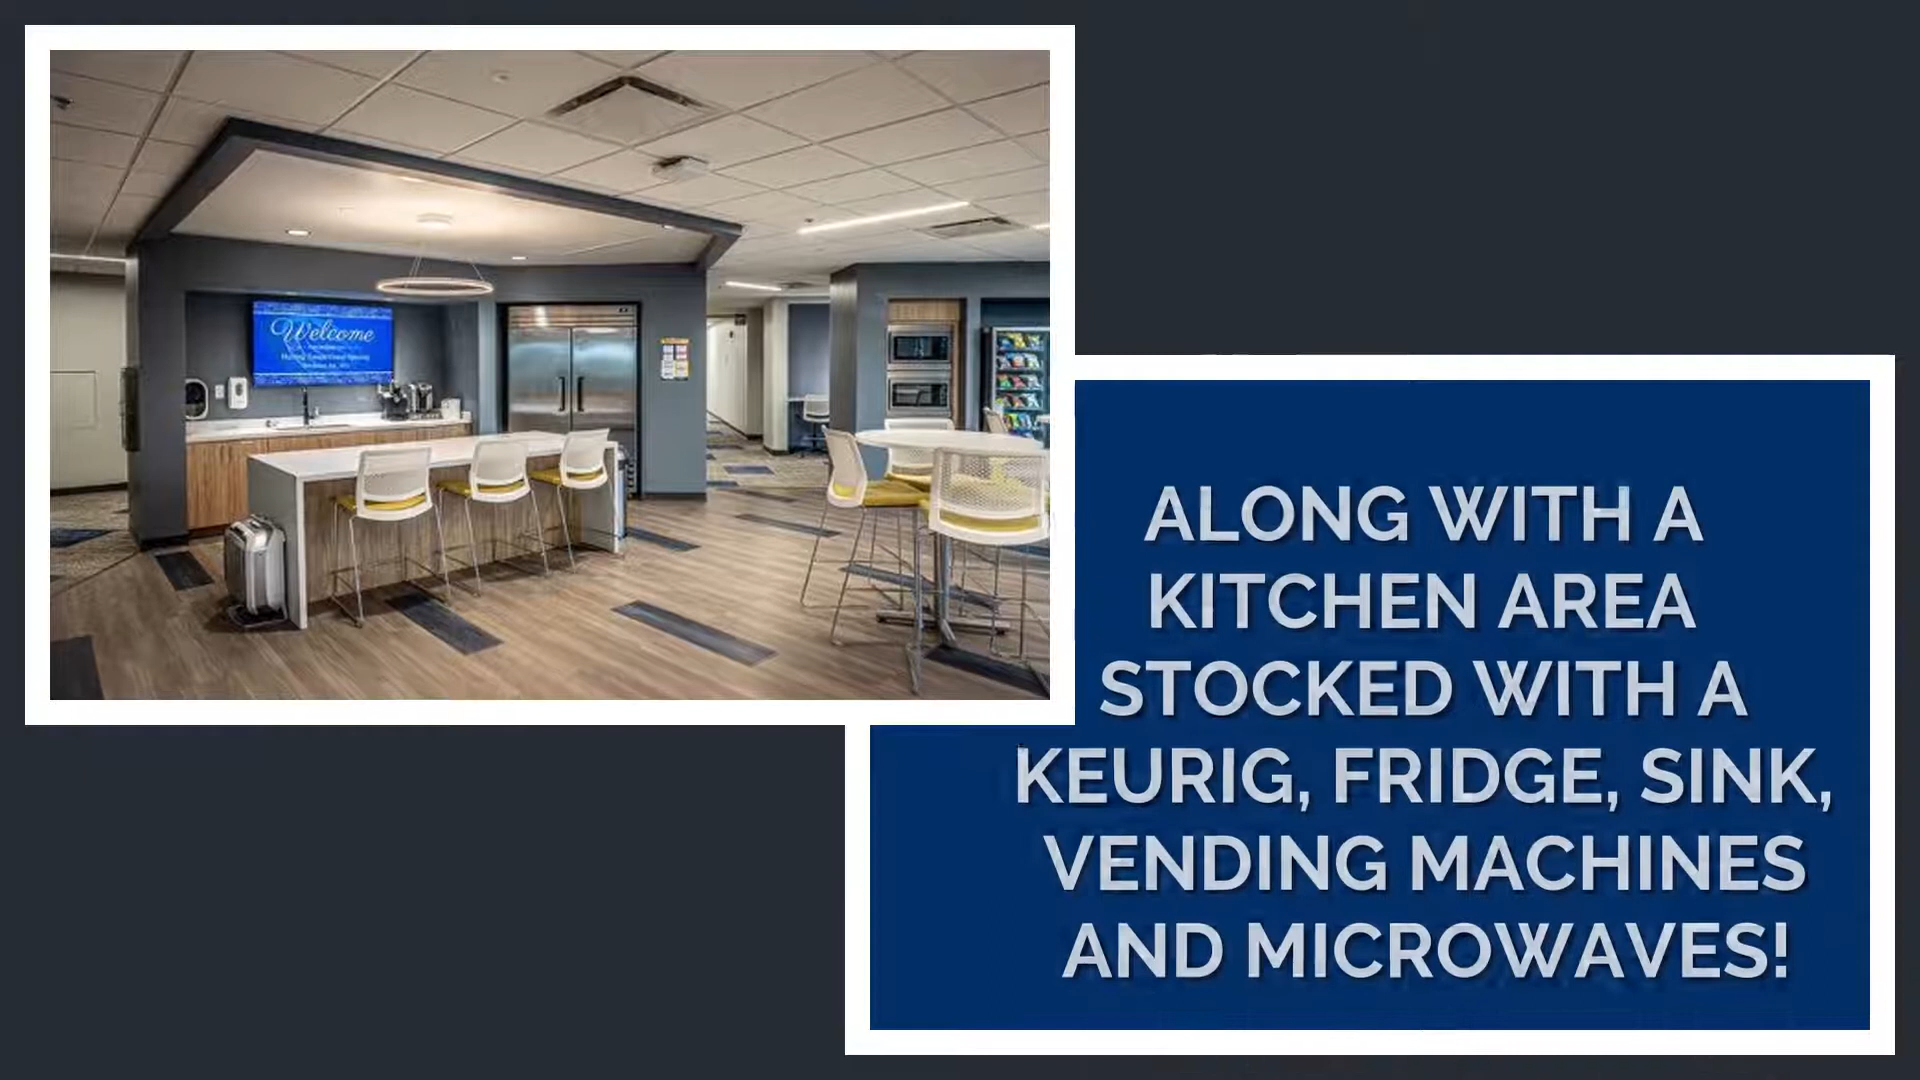 Welcome
ALONG WITH A
KITCHEN AREA
STOCKED WITH A
KEURIG, FRIDGE, SINK,
VENDING MACHINES
AND MICROWAVES!